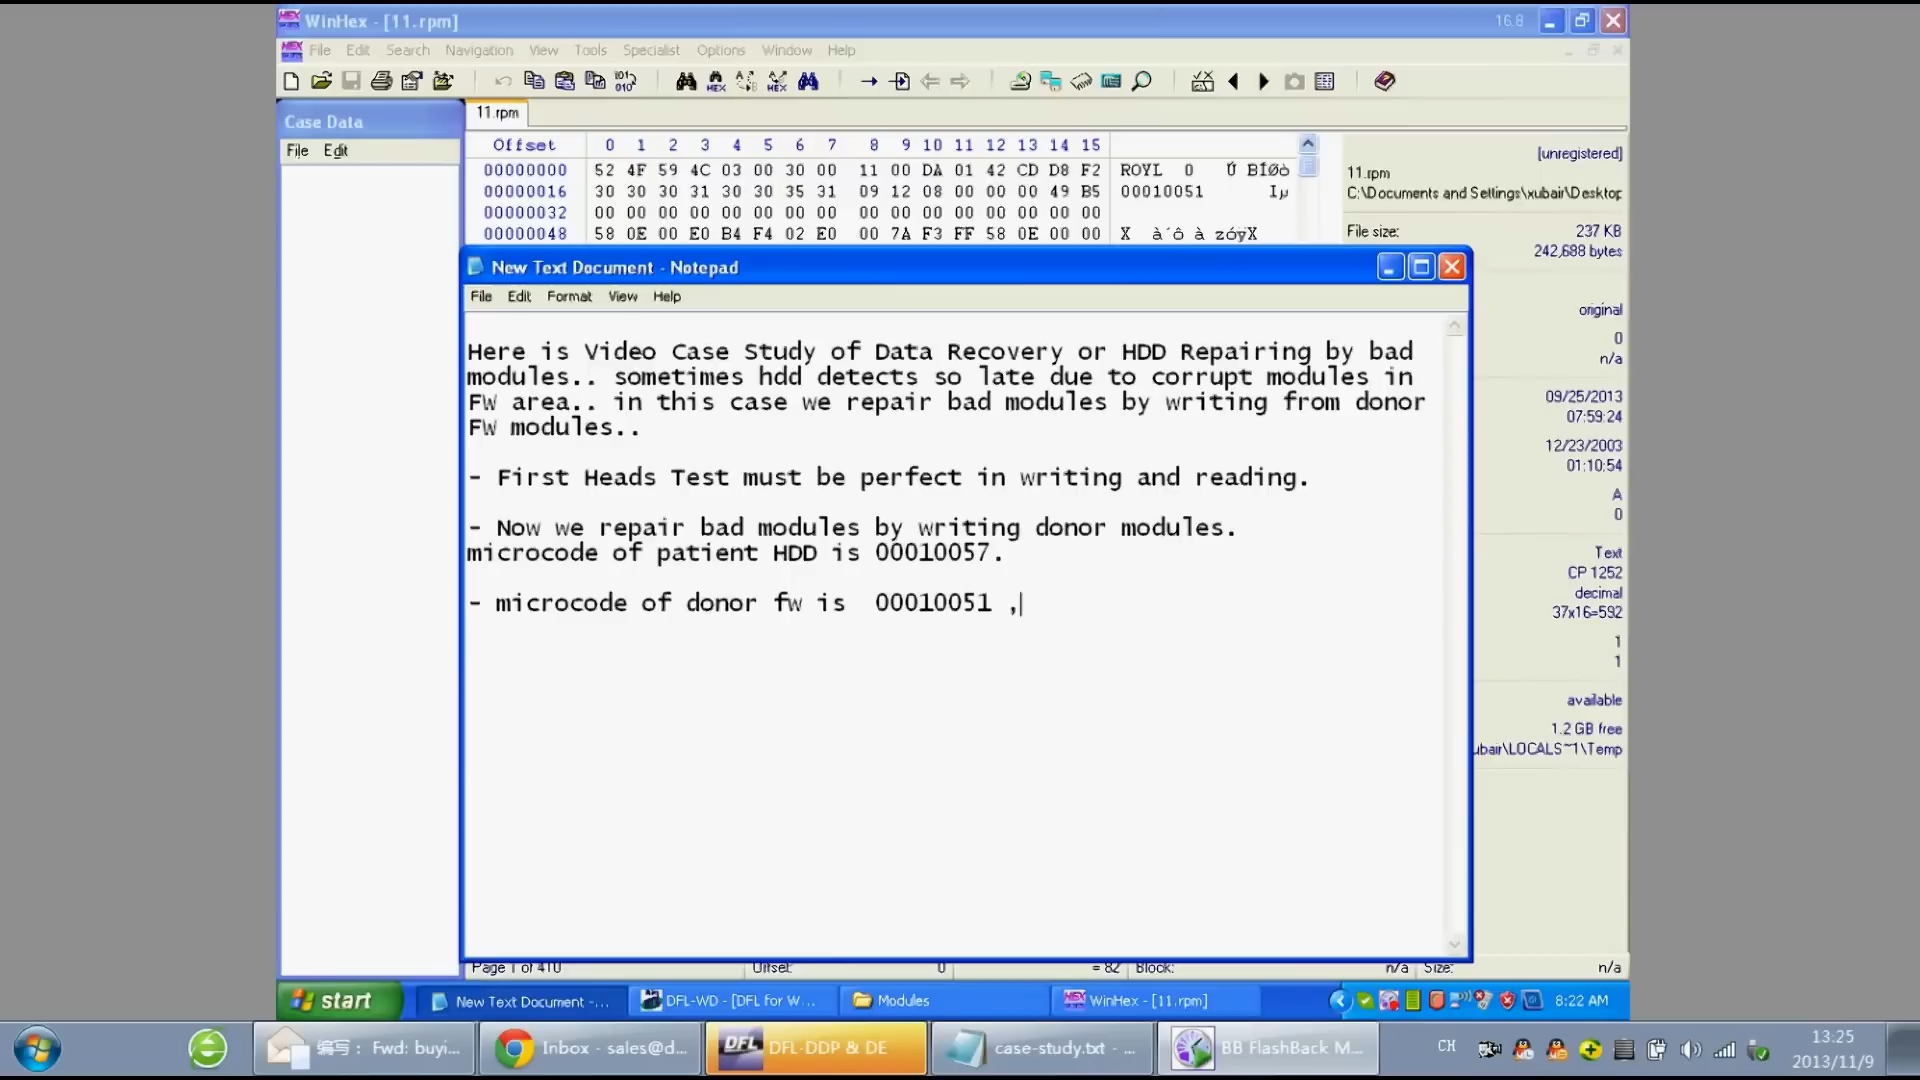 WinHex - [11.rpm]
16.8
File Edit Search Navigation View Tools Specialist Options Window Help
Case Data
File Edit
11.rpm
Offset 0 1 2 3 4 5 6 7 8 9 10 11 12 13 14 15
00000000 52 4F 59 4C 03 00 30 00 11 00 DA 01 42 CD D8 F2 ROYL 0 Ú BÍØò
00000016 30 30 30 31 30 30 35 31 09 12 08 00 00 00 49 B5 00010051 Iµ
00000032 00 00 00 00 00 00 00 00 00 00 00 00 00 00 00 00
00000048 58 0E 00 E0 B4 F4 02 E0 00 7A F3 FF 58 0E 00 00 X à´ô à zóÿX
[unregistered]
11.rpm
C:\Documents and Settings\xubair\Desktop
File size: 237 KB
242,688 bytes
original
0
n/a
09/25/2013
07:59:24
12/23/2003
01:10:54
A
0
Text
CP 1252
decimal
37x16=592
1
1
available
1.2 GB free
ubair\LOCALS~1\Temp
New Text Document - Notepad
File Edit Format View Help
Here is Video Case Study of Data Recovery or HDD Repairing by bad
modules.. sometimes hdd detects so late due to corrupt modules in
FW area.. in this case we repair bad modules by writing from donor
FW modules..
- First Heads Test must be perfect in writing and reading.
- Now we repair bad modules by writing donor modules.
microcode of patient HDD is 00010057.
- microcode of donor fw is 00010051 ,
Page 1 of 410 Offset: 0 = 82 Block: n/a Size: n/a
start New Text Document -... DFL-WD - [DFL for W... Modules WinHex - [11.rpm] 8:22 AM
编写： Fwd: buyi... Inbox - sales@d... DFL DFL-DDP & DE case-study.txt - ... BB FlashBack M... CH 13:25
2013/11/9